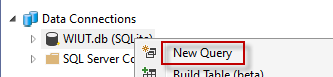 Data Connections
WIUT.db (SQLite)
New Query
SQL Server Co
Build Table (beta)